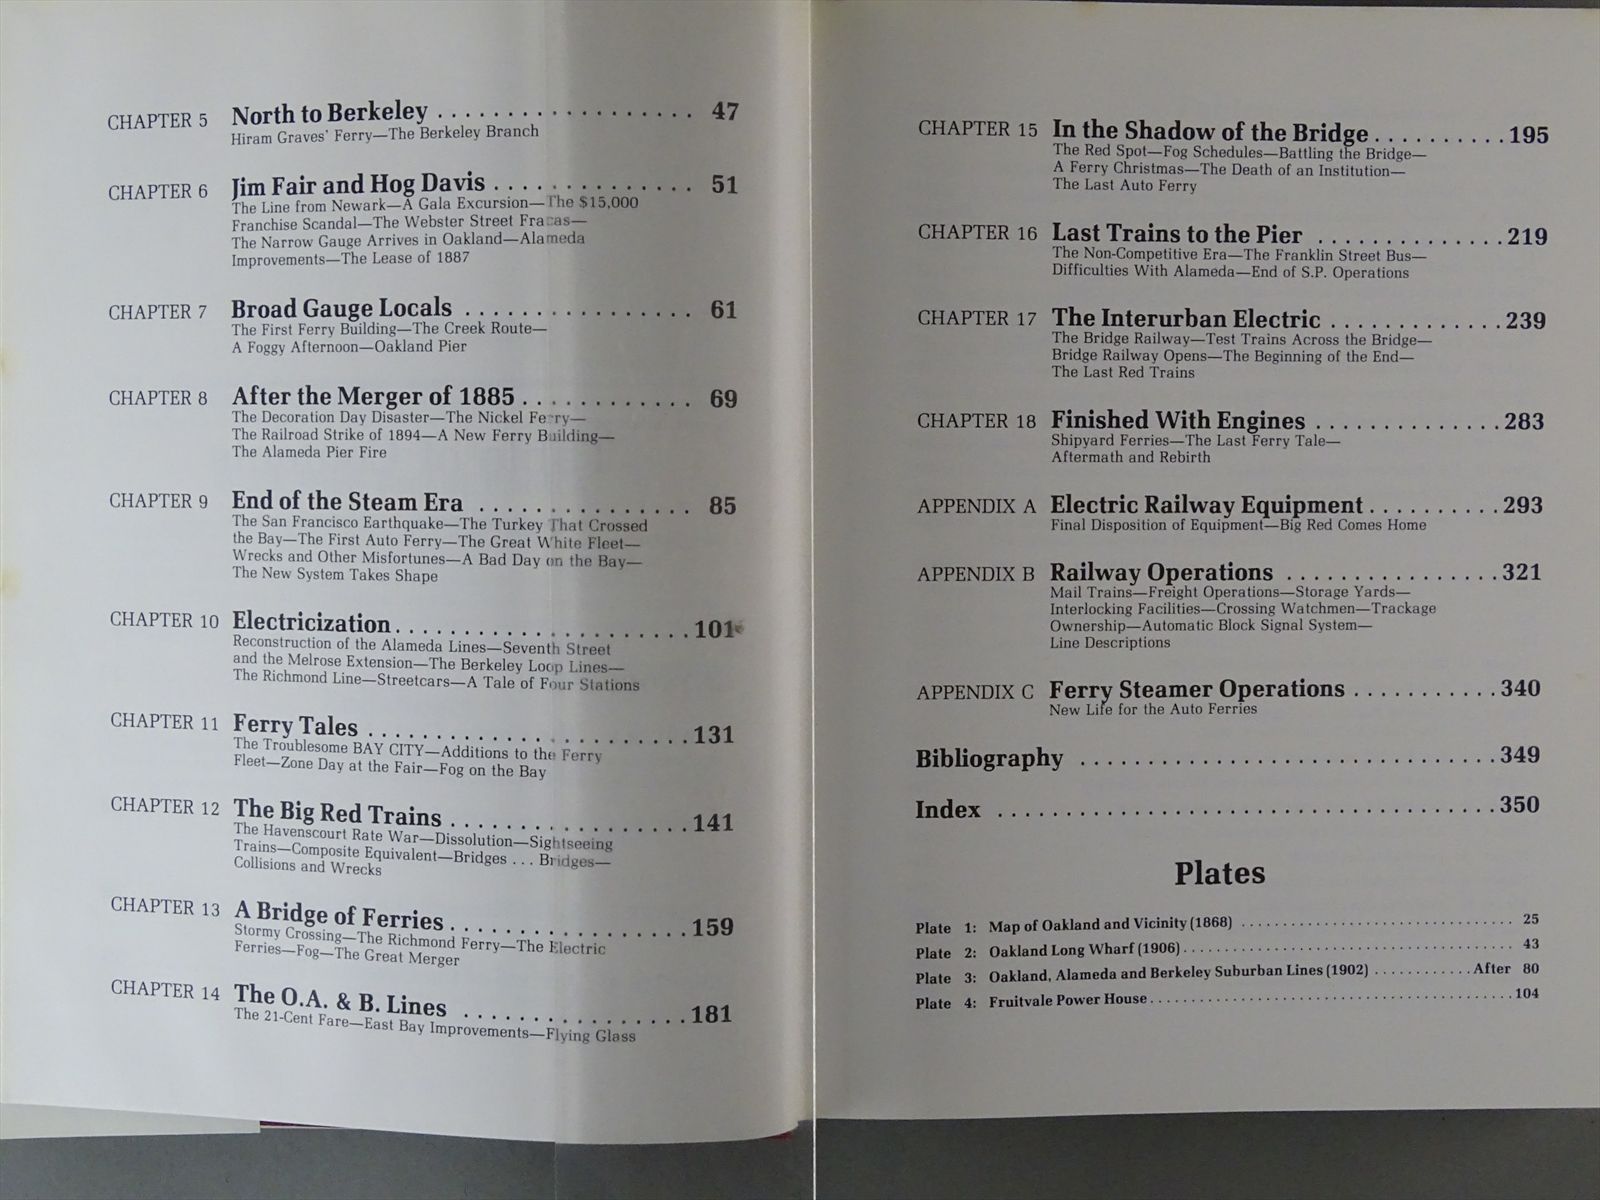 CHAPTER 5 North to Berkeley . . . . . . . . . . . . . . . . . . . 47
Hiram Graves' Ferry—The Berkeley Branch
CHAPTER 6 Jim Fair and Hog Davis . . . . . . . . . . . . . . . 51
The Line from Newark—A Gala Excursion—The $15,000
Franchise Scandal—The Webster Street Fracas—
The Narrow Gauge Arrives in Oakland—Alameda
Improvements—The Lease of 1887
CHAPTER 7 Broad Gauge Locals . . . . . . . . . . . . . . . . . 61
The First Ferry Building—The Creek Route—
A Foggy Afternoon—Oakland Pier
CHAPTER 8 After the Merger of 1885 . . . . . . . . . . . . . 69
The Decoration Day Disaster—The Nickel Ferry—
The Railroad Strike of 1894—A New Ferry Building—
The Alameda Pier Fire
CHAPTER 9 End of the Steam Era . . . . . . . . . . . . . . . . 85
The San Francisco Earthquake—The Turkey That Crossed
the Bay—The First Auto Ferry—The Great White Fleet—
Wrecks and Other Misfortunes—A Bad Day on the Bay—
The New System Takes Shape
CHAPTER 10 Electricization . . . . . . . . . . . . . . . . . . . . . . 101
Reconstruction of the Alameda Lines—Seventh Street
and the Melrose Extension—The Berkeley Loop Lines—
The Richmond Line—Streetcars—A Tale of Four Stations
CHAPTER 11 Ferry Tales . . . . . . . . . . . . . . . . . . . . . . . . 131
The Troublesome BAY CITY—Additions to the Ferry
Fleet—Zone Day at the Fair—Fog on the Bay
CHAPTER 12 The Big Red Trains . . . . . . . . . . . . . . . . . . 141
The Havenscourt Rate War—Dissolution—Sightseeing
Trains—Composite Equivalent—Bridges . . . Bridges—
Collisions and Wrecks
CHAPTER 13 A Bridge of Ferries . . . . . . . . . . . . . . . . . . 159
Stormy Crossing—The Richmond Ferry—The Electric
Ferries—Fog—The Great Merger
CHAPTER 14 The O.A. & B. Lines . . . . . . . . . . . . . . . . . 181
The 21-Cent Fare—East Bay Improvements—Flying Glass
CHAPTER 15 In the Shadow of the Bridge . . . . . . . . . . 195
The Red Spot—Fog Schedules—Battling the Bridge—
A Ferry Christmas—The Death of an Institution—
The Last Auto Ferry
CHAPTER 16 Last Trains to the Pier . . . . . . . . . . . . . . 219
The Non-Competitive Era—The Franklin Street Bus—
Difficulties With Alameda—End of S.P. Operations
CHAPTER 17 The Interurban Electric . . . . . . . . . . . . . 239
The Bridge Railway—Test Trains Across the Bridge—
Bridge Railway Opens—The Beginning of the End—
The Last Red Trains
CHAPTER 18 Finished With Engines . . . . . . . . . . . . . . 283
Shipyard Ferries—The Last Ferry Tale—
Aftermath and Rebirth
APPENDIX A Electric Railway Equipment . . . . . . . . . . 293
Final Disposition of Equipment—Big Red Comes Home
APPENDIX B Railway Operations . . . . . . . . . . . . . . . . 321
Mail Trains—Freight Operations—Storage Yards—
Interlocking Facilities—Crossing Watchmen—Trackage
Ownership—Automatic Block Signal System—
Line Descriptions
APPENDIX C Ferry Steamer Operations . . . . . . . . . . . 340
New Life for the Auto Ferries
Bibliography . . . . . . . . . . . . . . . . . . . . . . . . . . . . . . . 349
Index . . . . . . . . . . . . . . . . . . . . . . . . . . . . . . . . . . . . . 350
Plates
Plate 1: Map of Oakland and Vicinity (1868) . . . . . . . . . . . . . . . . . . . . . . . . . . . . . . . . . 25
Plate 2: Oakland Long Wharf (1906) . . . . . . . . . . . . . . . . . . . . . . . . . . . . . . . . . . . . . . . . 43
Plate 3: Oakland, Alameda and Berkeley Suburban Lines (1902) . . . . . . . . . . . . After 80
Plate 4: Fruitvale Power House . . . . . . . . . . . . . . . . . . . . . . . . . . . . . . . . . . . . . . . . . . . . 104